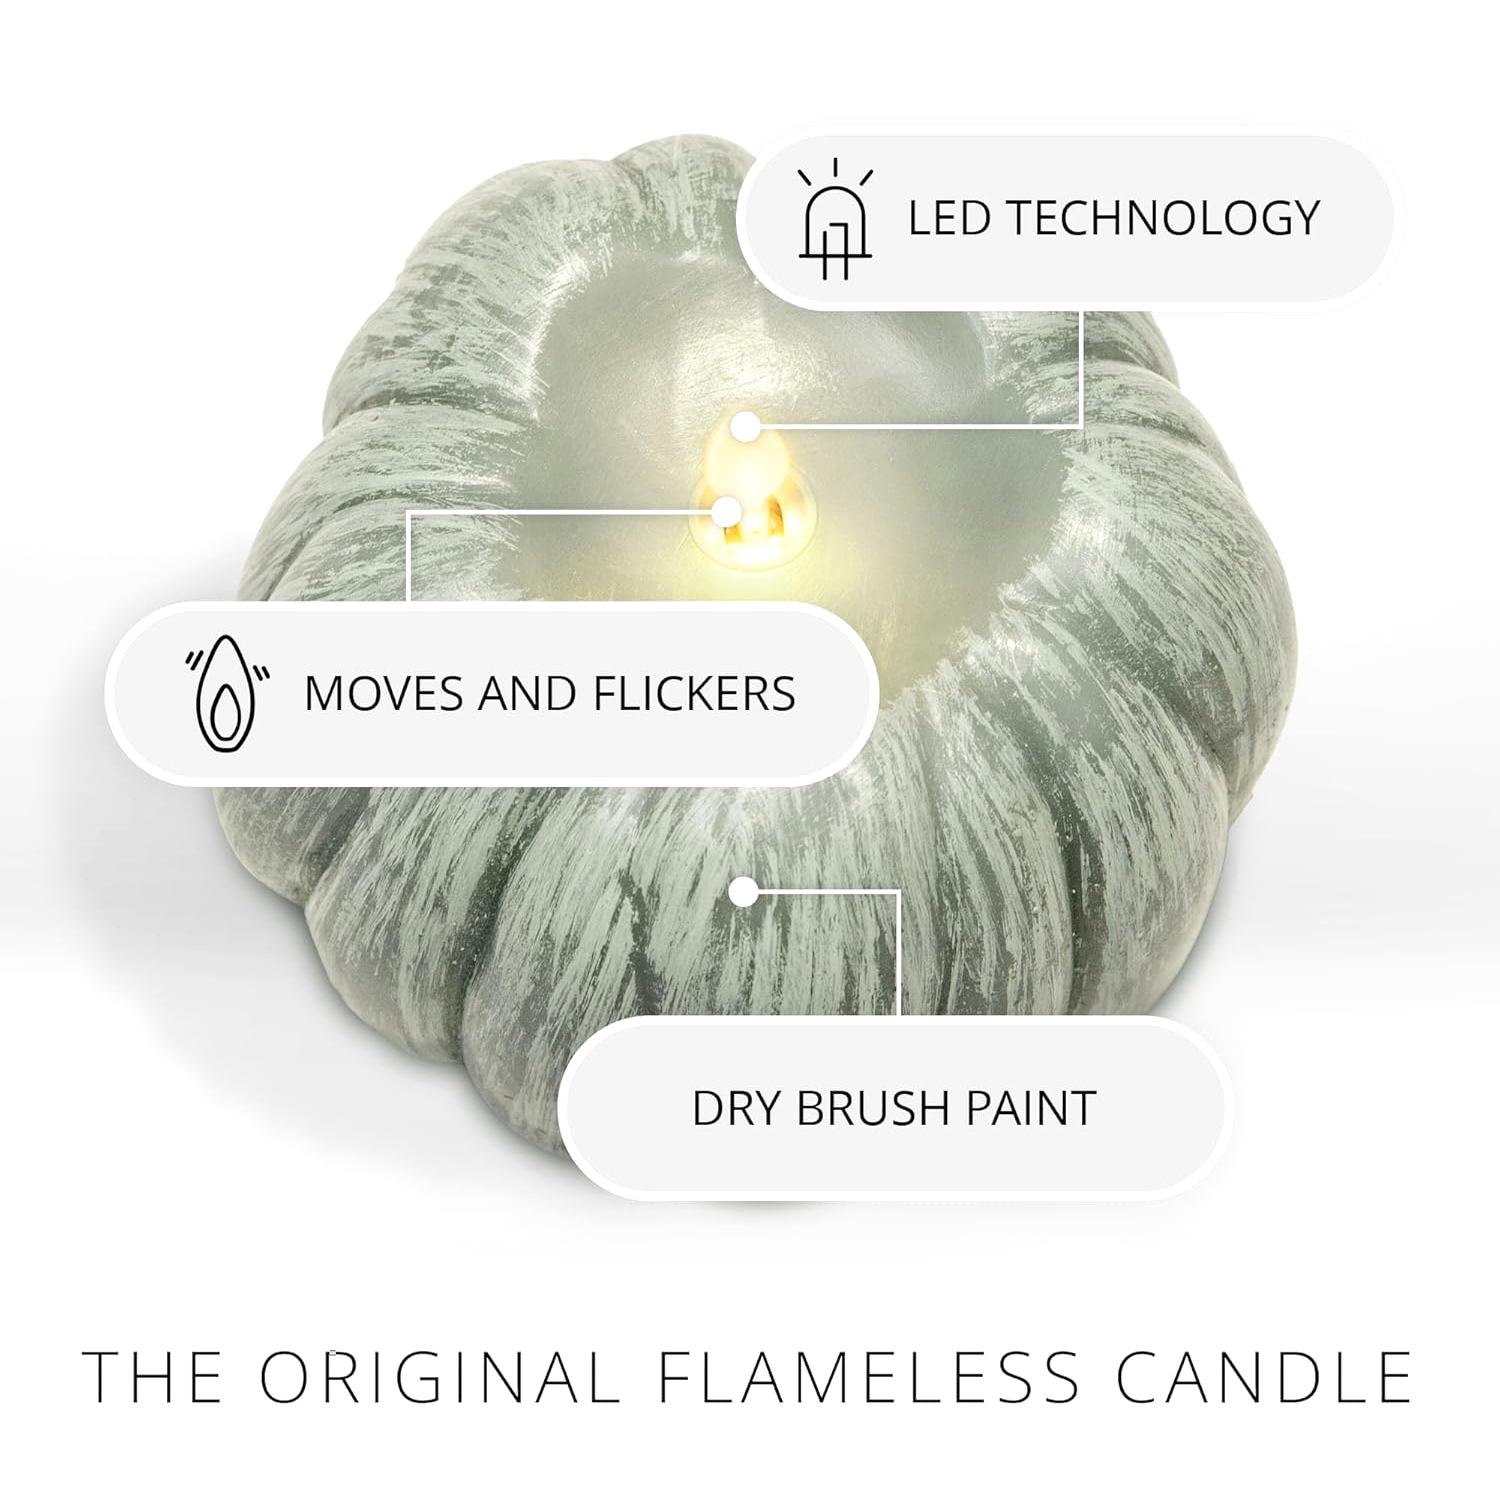 LED TECHNOLOGY
MOVES AND FLICKERS
DRY BRUSH PAINT
THE ORIGINAL FLAMELESS CANDLE